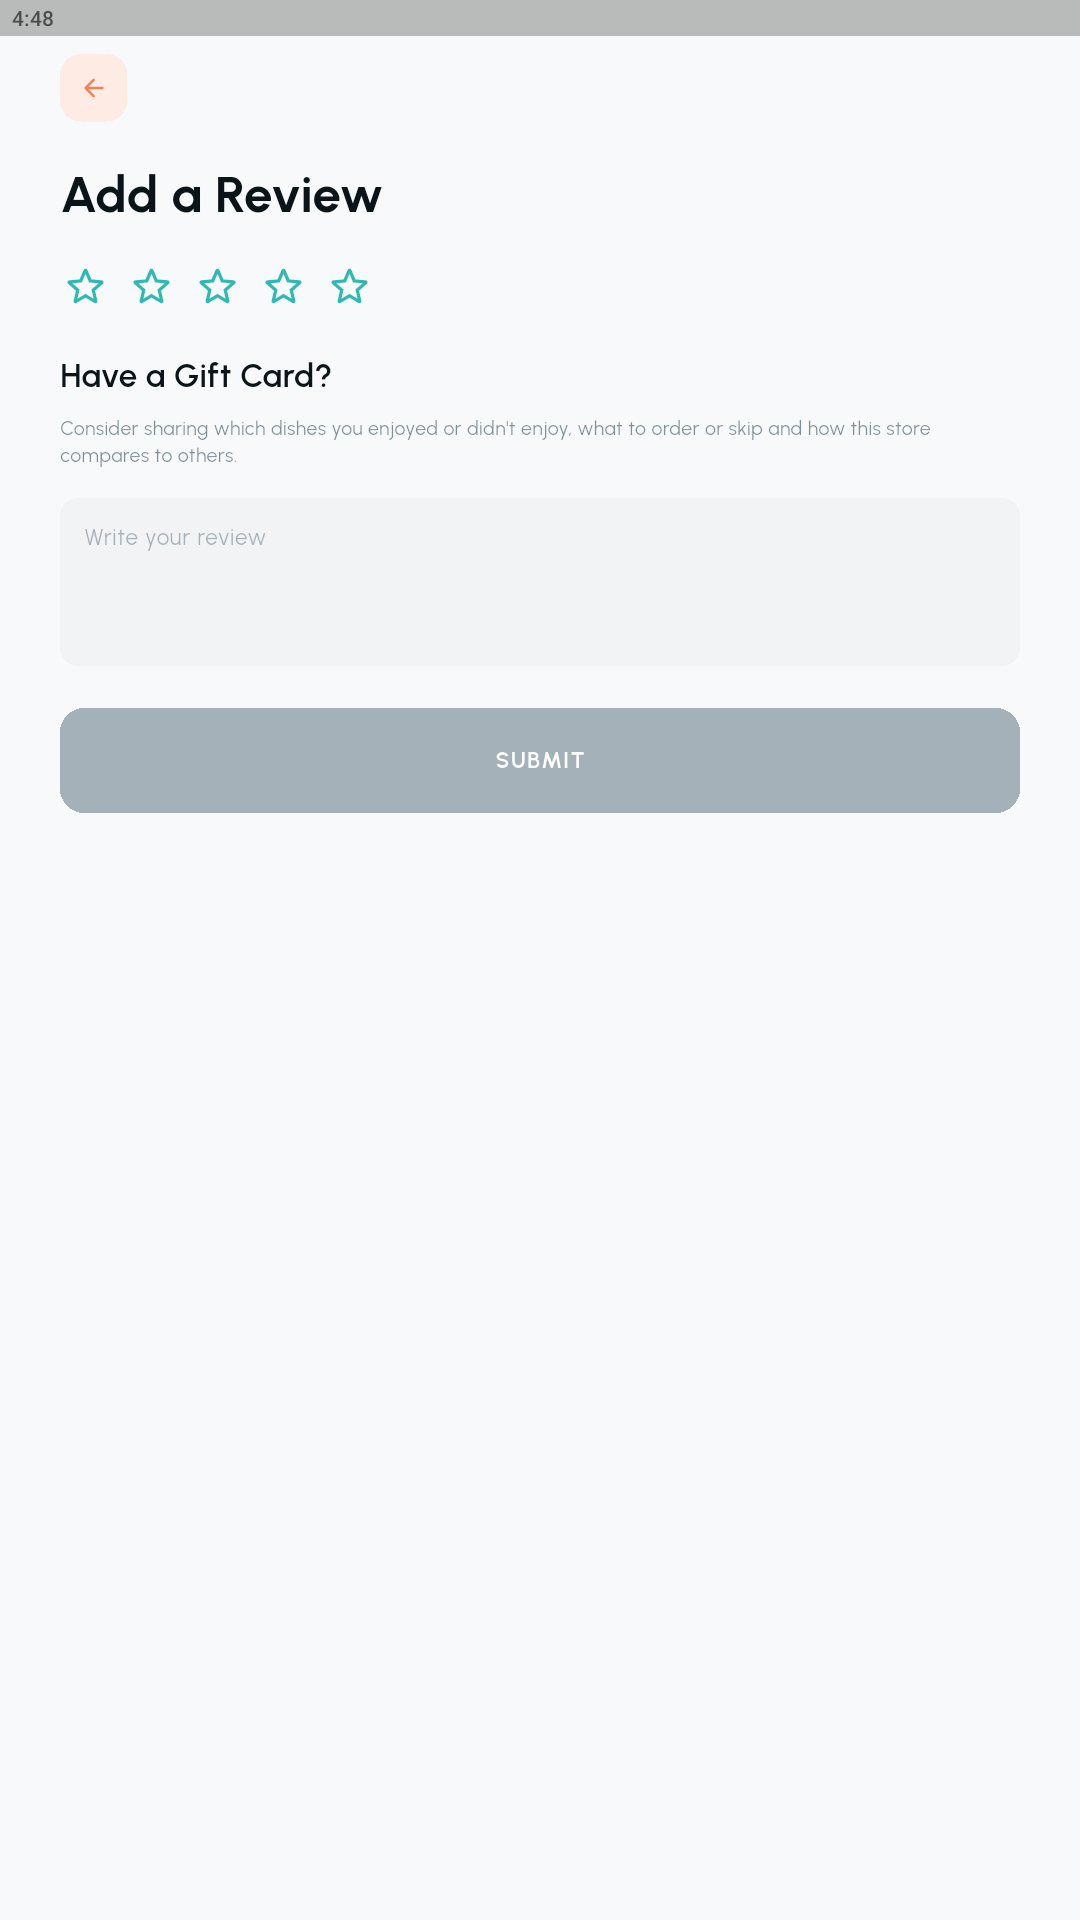 4:48
Add a Review
Have a Gift Card?
Consider sharing which dishes you enjoyed or didn't enjoy, what to order or skip and how this store
compares to others.
Write your review
SUBMIT